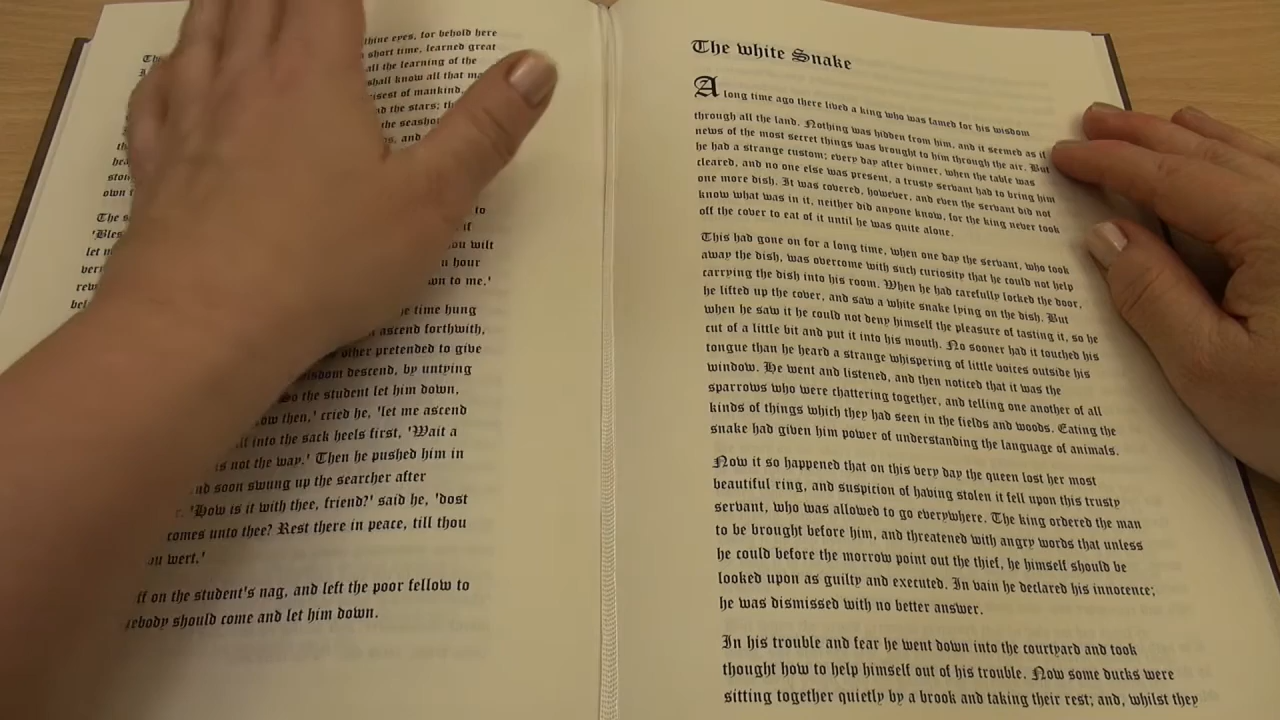 thine eyes, for behold here
short time, learned great
all the learning of the
shall know all that
of mankind,
the stars;
the
and
own
The
to
if
'Bles
let
wilt
hour
to me.'
time hung
ascend forthwith,
other pretended to give
descend, by untying
So the student let him down,
then,' cried he, 'let me ascend
into the sack heels first, 'Wait a
not the way.' Then he pushed him in
soon swung up the searcher after
'How is it with thee, friend?' said he, 'dost
comes unto thee? Rest there in peace, till thou
wert.'
ff on the student's nag, and left the poor fellow to
ebody should come and let him down.
The white Snake
A long time ago there lived a king who was famed for his wisdom
through all the land. Nothing was hidden from him, and it seemed as if
news of the most secret things was brought to him through the air. But
he had a strange custom; every day after dinner, when the table was
cleared, and no one else was present, a trusty servant had to bring him
one more dish. It was covered, however, and even the servant did not
know what was in it, neither did anyone know, for the king never took
off the cover to eat of it until he was quite alone.
This had gone on for a long time, when one day the servant, who took
away the dish, was overcome with such curiosity that he could not help
carrying the dish into his room. When he had carefully locked the door,
he lifted up the cover, and saw a white snake lying on the dish. But
when he saw it he could not deny himself the pleasure of tasting it, so he
cut of a little bit and put it into his mouth. No sooner had it touched his
tongue than he heard a strange whispering of little voices outside his
window. He went and listened, and then noticed that it was the
sparrows who were chattering together, and telling one another of all
kinds of things which they had seen in the fields and woods. Eating the
snake had given him power of understanding the language of animals.
Now it so happened that on this very day the queen lost her most
beautiful ring, and suspicion of having stolen it fell upon this trusty
servant, who was allowed to go everywhere. The king ordered the man
to be brought before him, and threatened with angry words that unless
he could before the morrow point out the thief, he himself should be
looked upon as guilty and executed. In vain he declared his innocence;
he was dismissed with no better answer.
In his trouble and fear he went down into the courtyard and took
thought how to help himself out of his trouble. Now some ducks were
sitting together quietly by a brook and taking their rest; and, whilst they